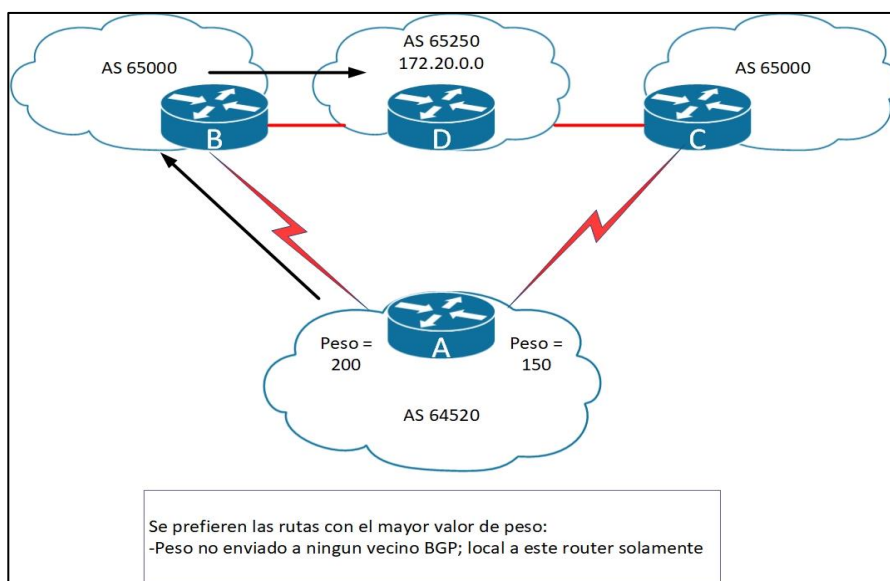 AS 65000
AS 65250
172.20.0.0
AS 65000
B
D
C
A
Peso =
200
Peso =
150
AS 64520
Se prefieren las rutas con el mayor valor de peso:
-Peso no enviado a ningun vecino BGP; local a este router solamente